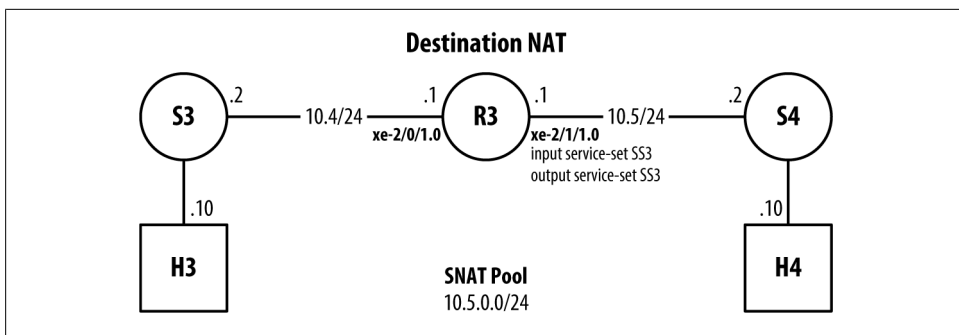 Destination NAT
S3
.2
10.4/24
.1
R3
.1
10.5/24
.2
S4
xe-2/0/1.0
xe-2/1/1.0
input service-set SS3
output service-set SS3
.10
.10
H3
H4
SNAT Pool
10.5.0.0/24